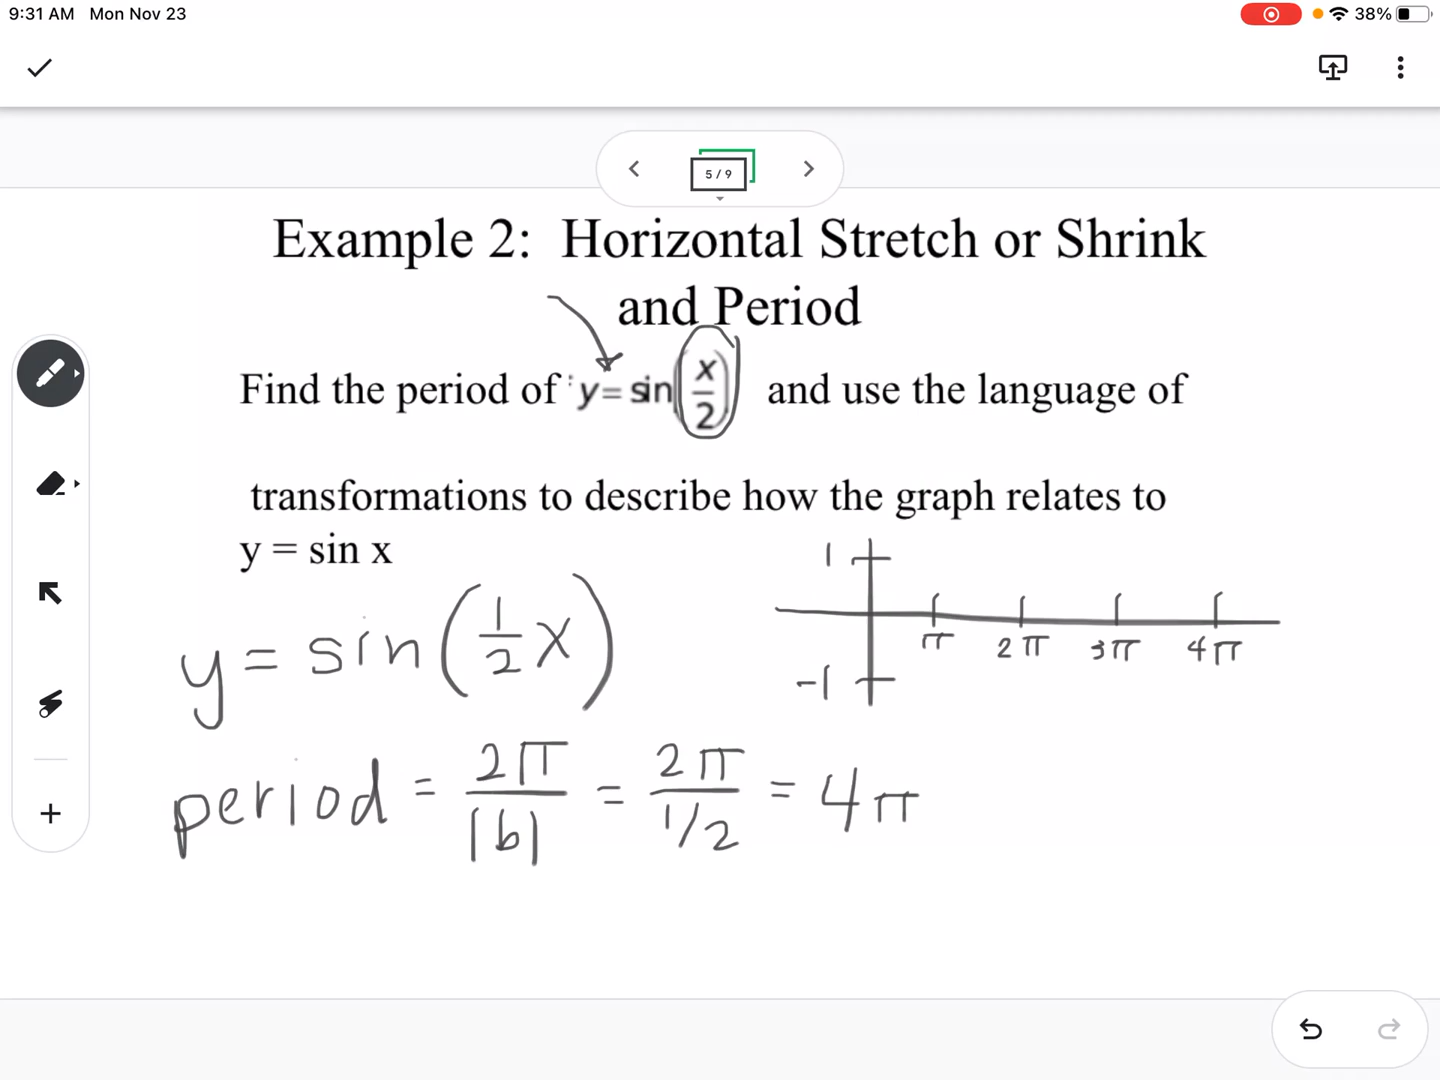 9:31 AM Mon Nov 23
38%
5 / 9
Example 2: Horizontal Stretch or Shrink
and Period
Find the period of y = sin(x/2) and use the language of
transformations to describe how the graph relates to
y = sin x
y = sin(1/2 x)
period = 2π/|b| = 2π/1/2 = 4π
1
π 2π 3π 4π
-1